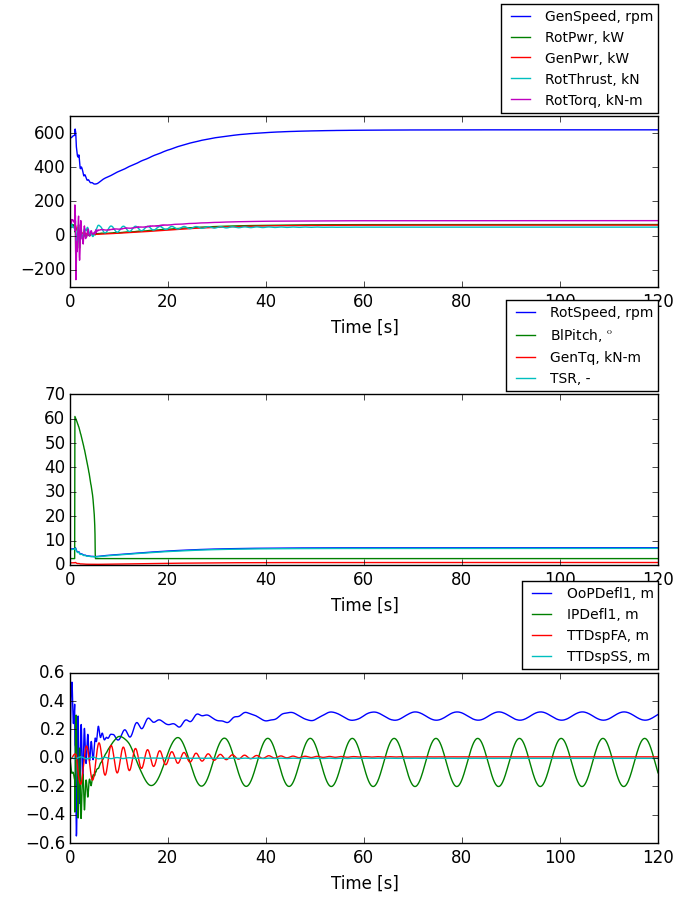 GenSpeed, rpm
RotPwr, kW
GenPwr, kW
RotThrust, kN
RotTorq, kN-m
600
400
200
0
−200
0 20 40 60 80 100 120
Time [s]
RotSpeed, rpm
BlPitch, º
GenTq, kN-m
TSR, -
70
60
50
40
30
20
10
0
0 20 40 60 80 100 120
Time [s]
OoPDefl1, m
IPDefl1, m
TTDspFA, m
TTDspSS, m
0.6
0.4
0.2
0.0
−0.2
−0.4
−0.6
0 20 40 60 80 100 120
Time [s]